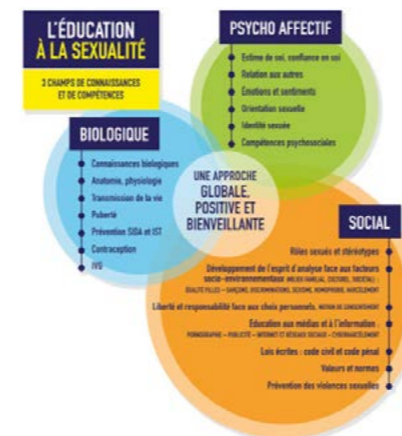 L'ÉDUCATION
À LA SEXUALITÉ
3 CHAMPS DE CONNAISSANCES
ET DE COMPÉTENCES
PSYCHO AFFECTIF
Estime de soi, confiance en soi
Relation aux autres
Émotions et sentiments
Orientation sexuelle
Identité sexuée
Compétences psychosociales
BIOLOGIQUE
Connaissances biologiques
Anatomie, physiologie
Transmission de la vie
Puberté
Prévention SIDA et IST
Contraception
IVG
UNE APPROCHE
GLOBALE,
POSITIVE ET
BIENVEILLANTE
SOCIAL
Rôles sexués et stéréotypes
Développement de l'esprit d'analyse face aux facteurs
socio-environnementaux (MILIEU FAMILIAL, CULTUREL, SOCIÉTAL) :
ÉGALITÉ FILLES – GARÇONS, DISCRIMINATIONS, SEXISME, HOMOPHOBIE, HARCÈLEMENT
Liberté et responsabilité face aux choix personnels, NOTION DE CONSENTEMENT
Education aux médias et à l'information :
PORNOGRAPHIE – PUBLICITÉ – INTERNET ET RÉSEAUX SOCIAUX – CYBERHARCÈLEMENT
Lois écrites : code civil et code pénal
Valeurs et normes
Prévention des violences sexuelles